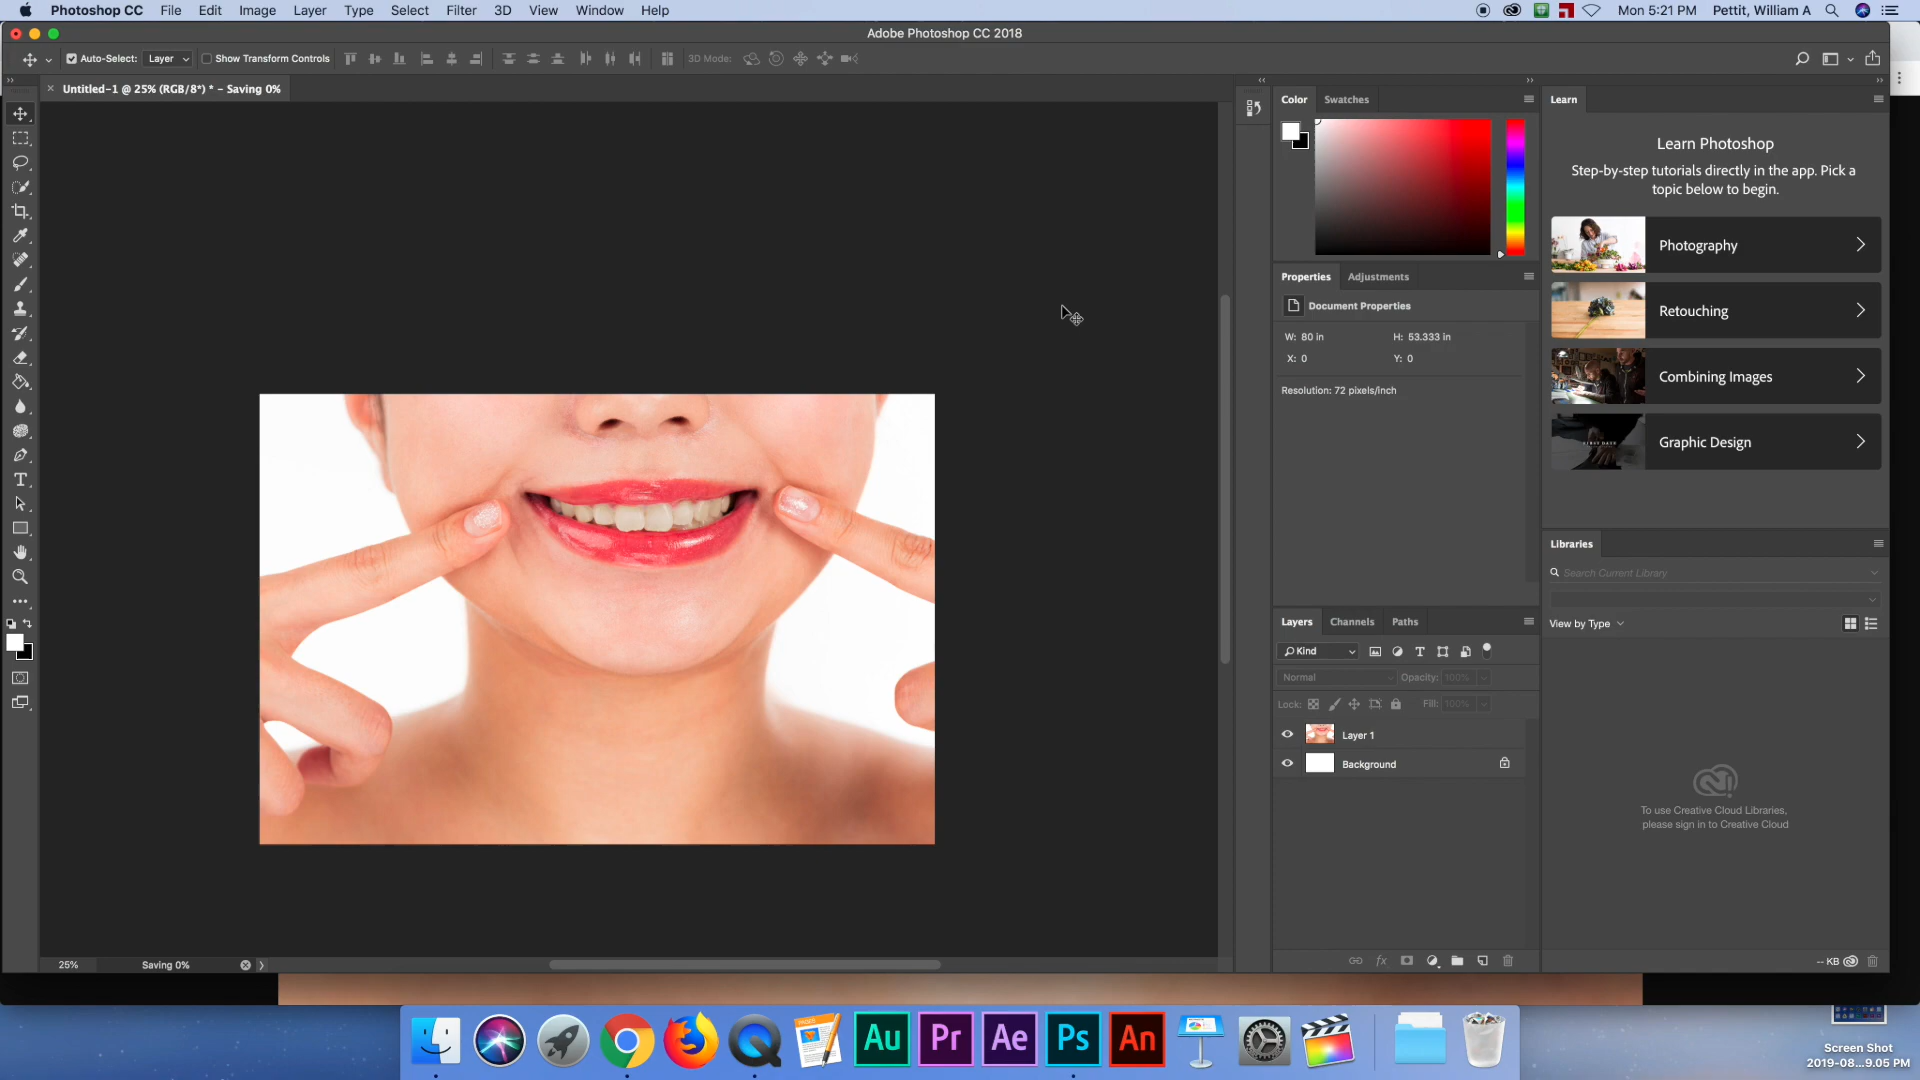 Photoshop CC File Edit Image Layer Type Select Filter 3D View Window Help Mon 5:21 PM Pettit, William A
Adobe Photoshop CC 2018
Auto-Select: Layer Show Transform Controls 3D Mode:
Untitled-1 @ 25% (RGB/8*) * - Saving 0%
Color Swatches
Learn
Learn Photoshop
Step-by-step tutorials directly in the app. Pick a
topic below to begin.
Photography
Retouching
Combining Images
Graphic Design
Properties Adjustments
Document Properties
W: 80 in H: 53.333 in
X: 0 Y: 0
Resolution: 72 pixels/inch
Libraries
Search Current Library
View by Type
To use Creative Cloud Libraries,
please sign in to Creative Cloud
-- KB
Layers Channels Paths
Kind
Normal Opacity: 100%
Lock: Fill: 100%
Layer 1
Background
25% Saving 0%
PAGES
Au Pr Ae Ps An
Screen Shot
2019-08...9.05 PM